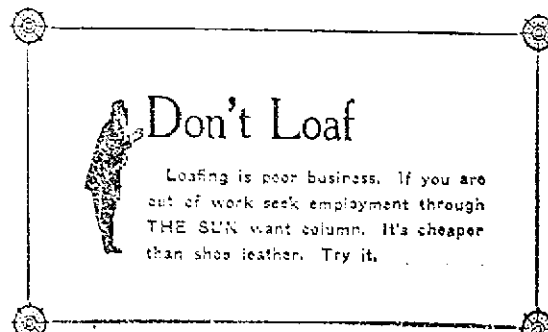 Don't Loaf
Loafing is poor business. If you are
out of work seek employment through
THE SUN want column. It's cheaper
than shoe leather. Try it.